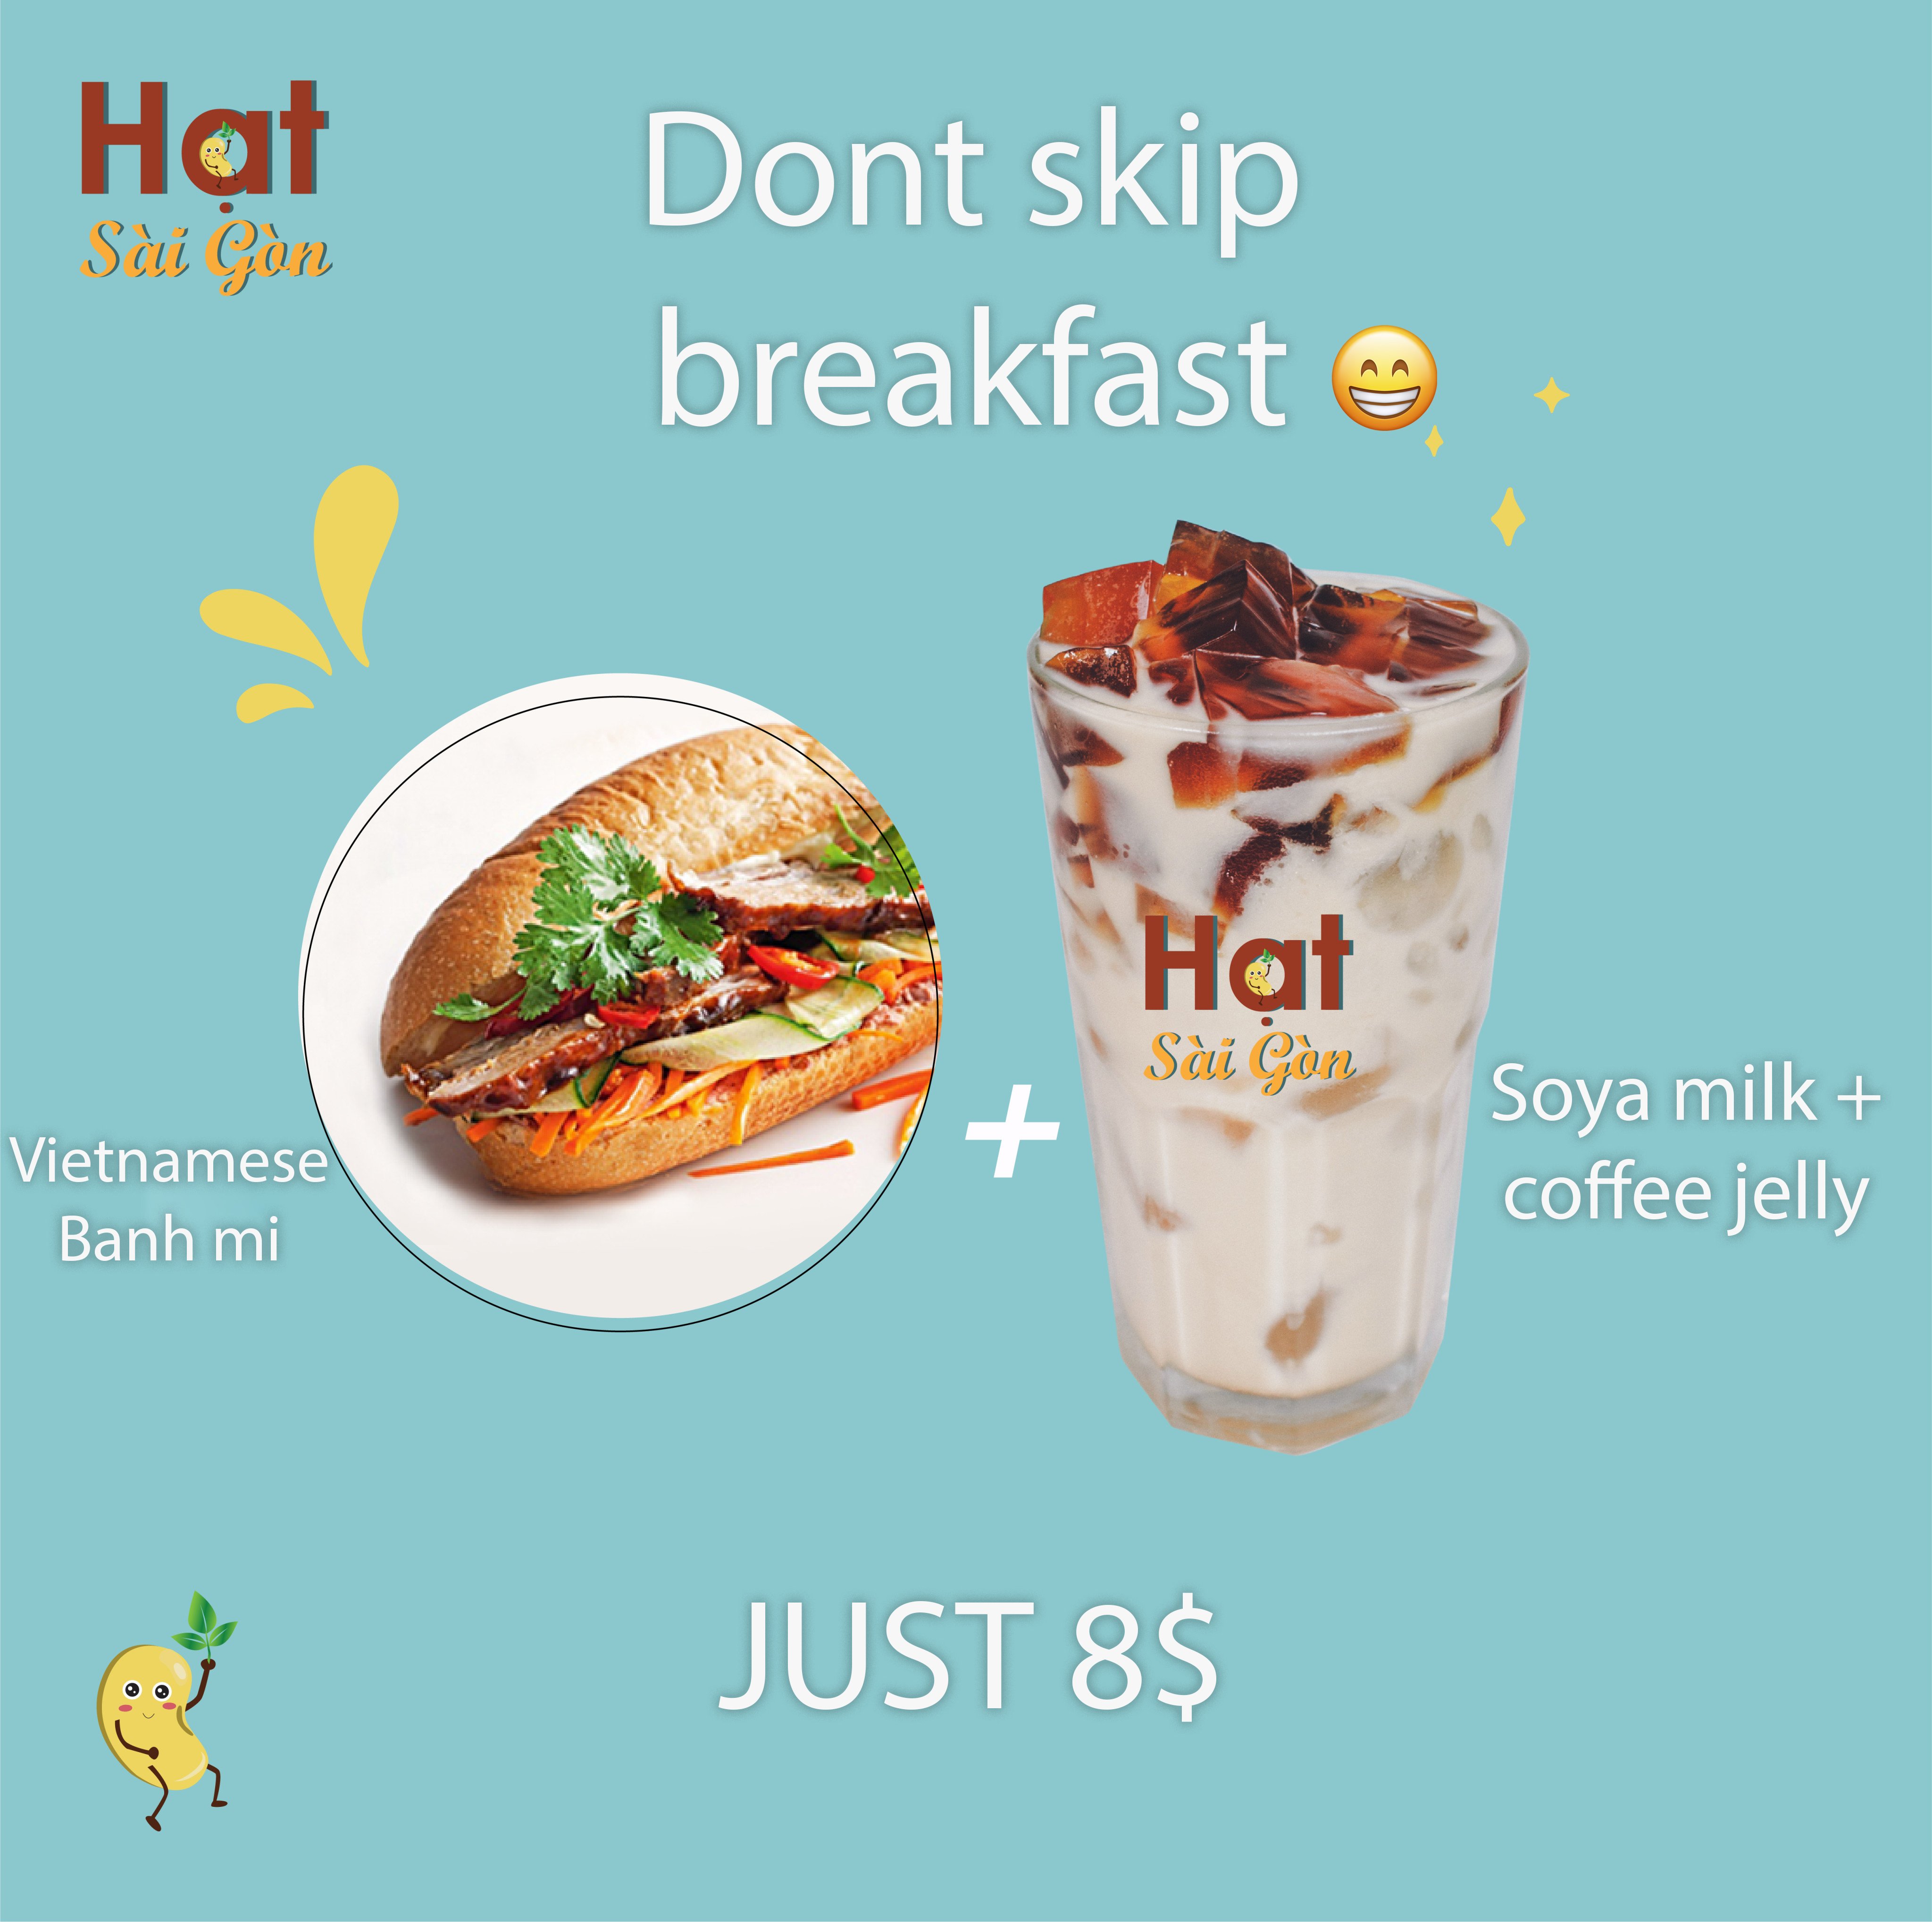 Hạt
Sài Gòn
Dont skip
breakfast 😁
Hạt
Sài Gòn
Vietnamese
Banh mi
+
Soya milk +
coffee jelly
JUST 8$